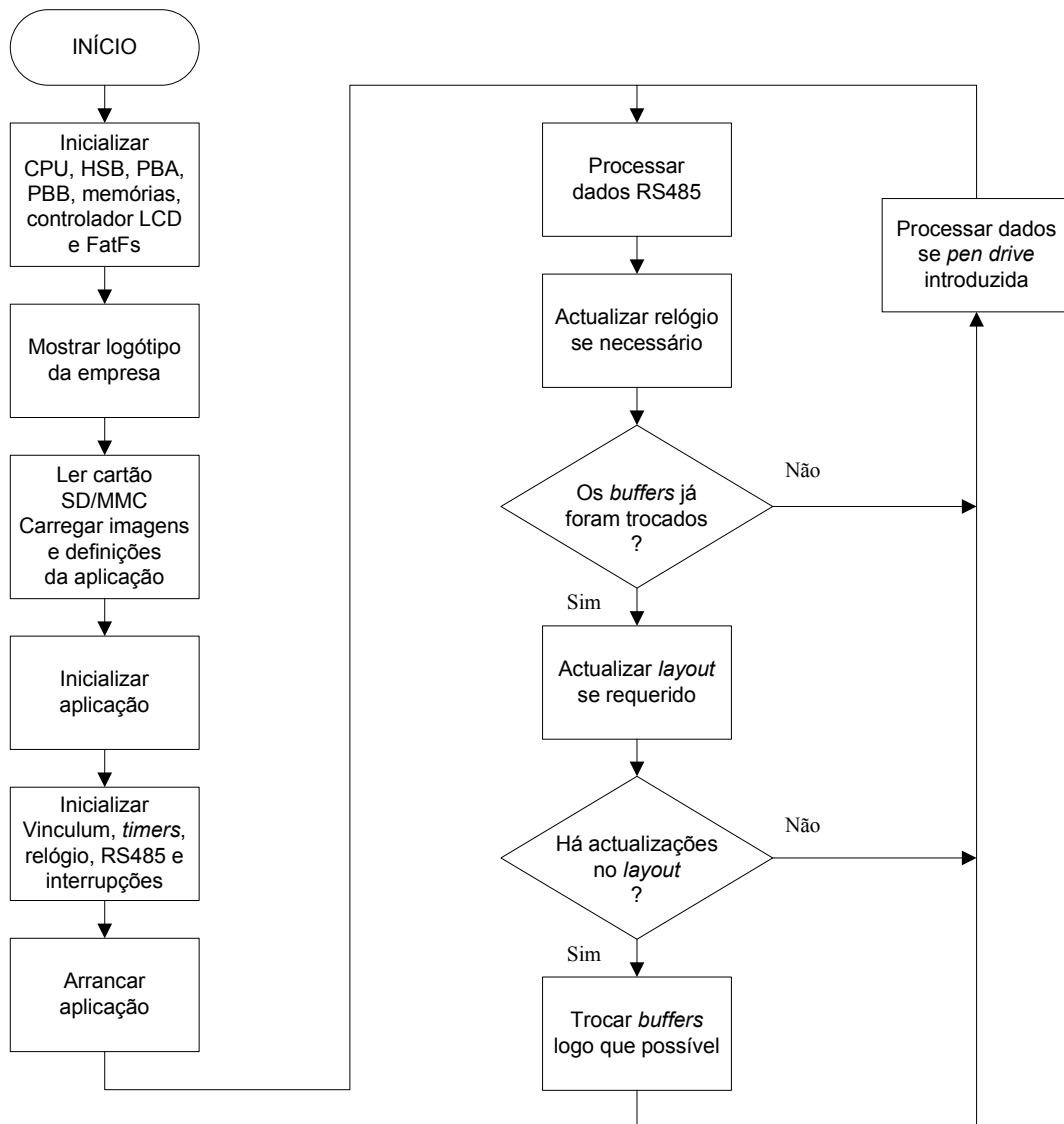 INÍCIO
Inicializar
CPU, HSB, PBA,
PBB, memórias,
controlador LCD
e FatFs
Mostrar logótipo
da empresa
Ler cartão
SD/MMC
Carregar imagens
e definições
da aplicação
Inicializar
aplicação
Inicializar
Vinculum, timers,
relógio, RS485 e
interrupções
Arrancar
aplicação
Processar
dados RS485
Actualizar relógio
se necessário
Os buffers já
foram trocados
?
Não
Sim
Actualizar layout
se requerido
Há actualizações
no layout
?
Não
Sim
Trocar buffers
logo que possível
Processar dados
se pen drive
introduzida